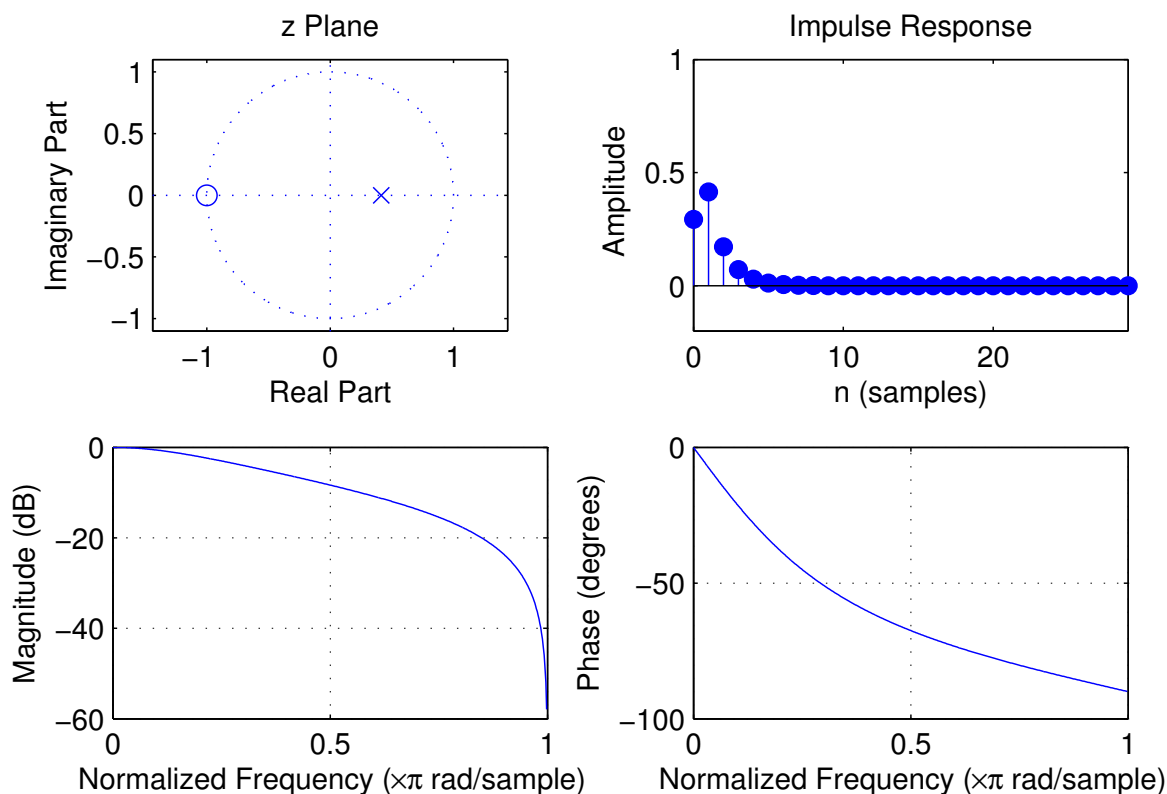 z Plane
1
0.5
0
−0.5
−1
Imaginary Part
−1
0
1
Real Part
Impulse Response
1
0.5
0
Amplitude
0
10
20
n (samples)
0
−20
−40
−60
Magnitude (dB)
0
0.5
1
Normalized Frequency (×π rad/sample)
0
−50
−100
Phase (degrees)
0
0.5
1
Normalized Frequency (×π rad/sample)